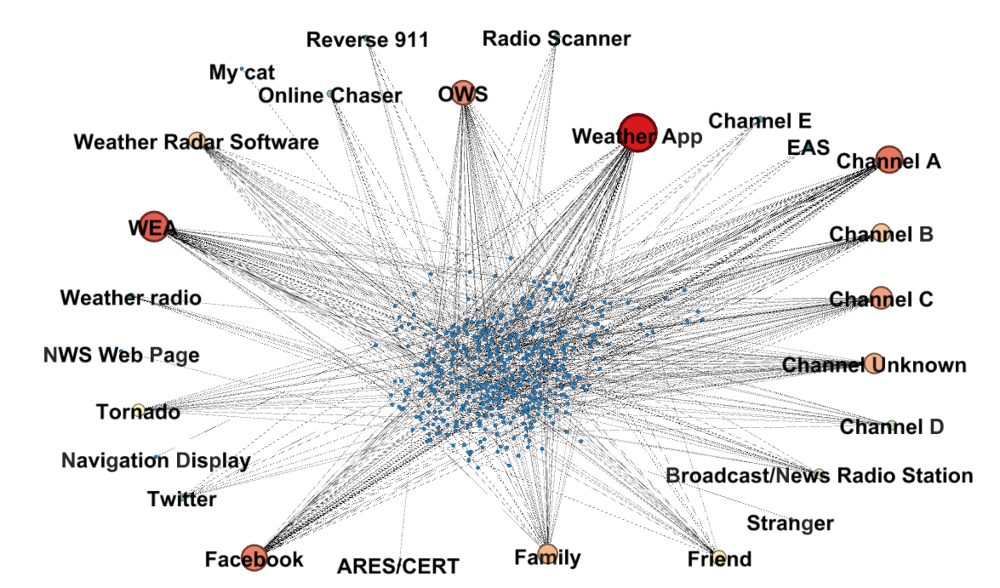 Reverse 911
Radio Scanner
My cat
Online Chaser
OWS
Channel E
Weather App
Weather Radar Software
EAS
Channel A
WEA
Channel B
Weather radio
Channel C
NWS Web Page
Channel Unknown
Tornado
Channel D
Navigation Display
Broadcast/News Radio Station
Twitter
Stranger
Facebook
ARES/CERT
Family
Friend